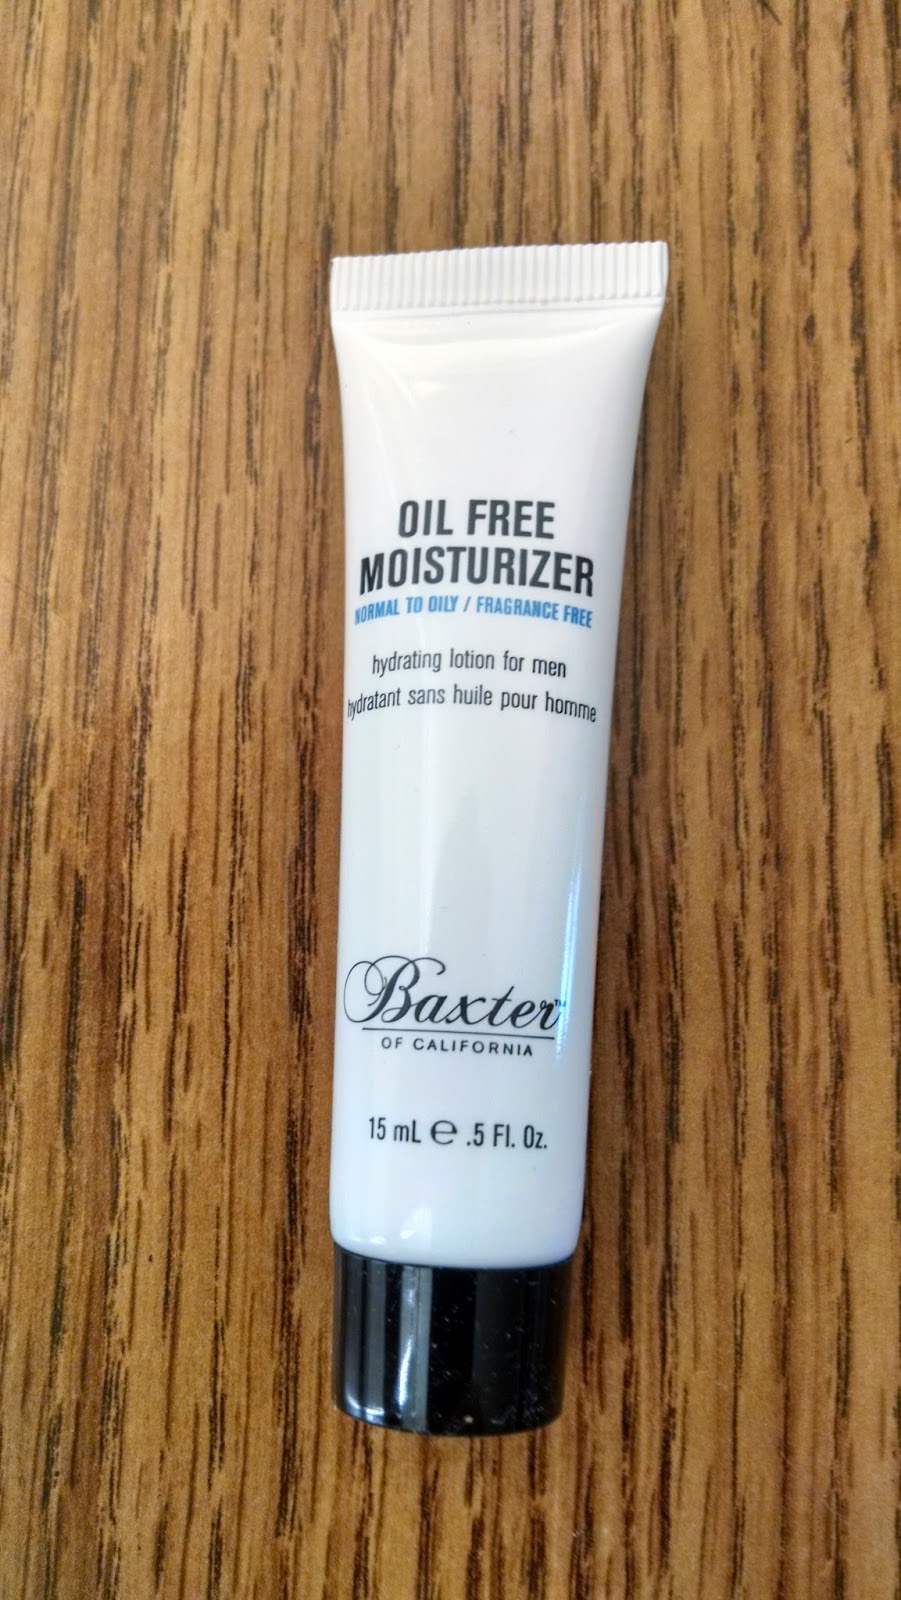 OIL FREE
MOISTURIZER
NORMAL TO OILY / FRAGRANCE FREE
hydrating lotion for men
hydratant sans huile pour homme
Baxter™
OF CALIFORNIA
15 mL ℮ .5 Fl. Oz.